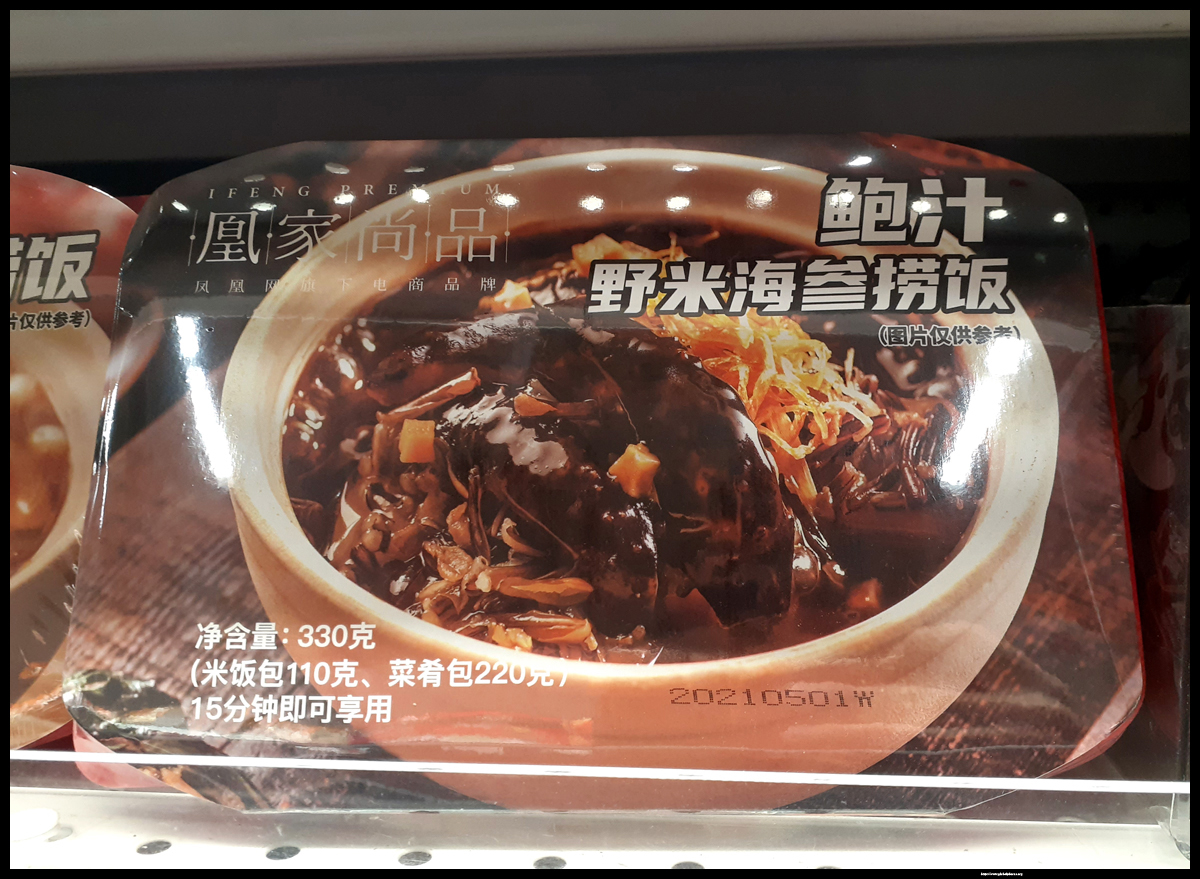 IFENG PREMIUM
凰家尚品
凤凰网旗下电商品牌
鲍汁
野米海参捞饭
(图片仅供参考)
捞饭
片仅供参考)
净含量：330克
(米饭包110克、菜肴包220克)
15分钟即可享用
20210501W